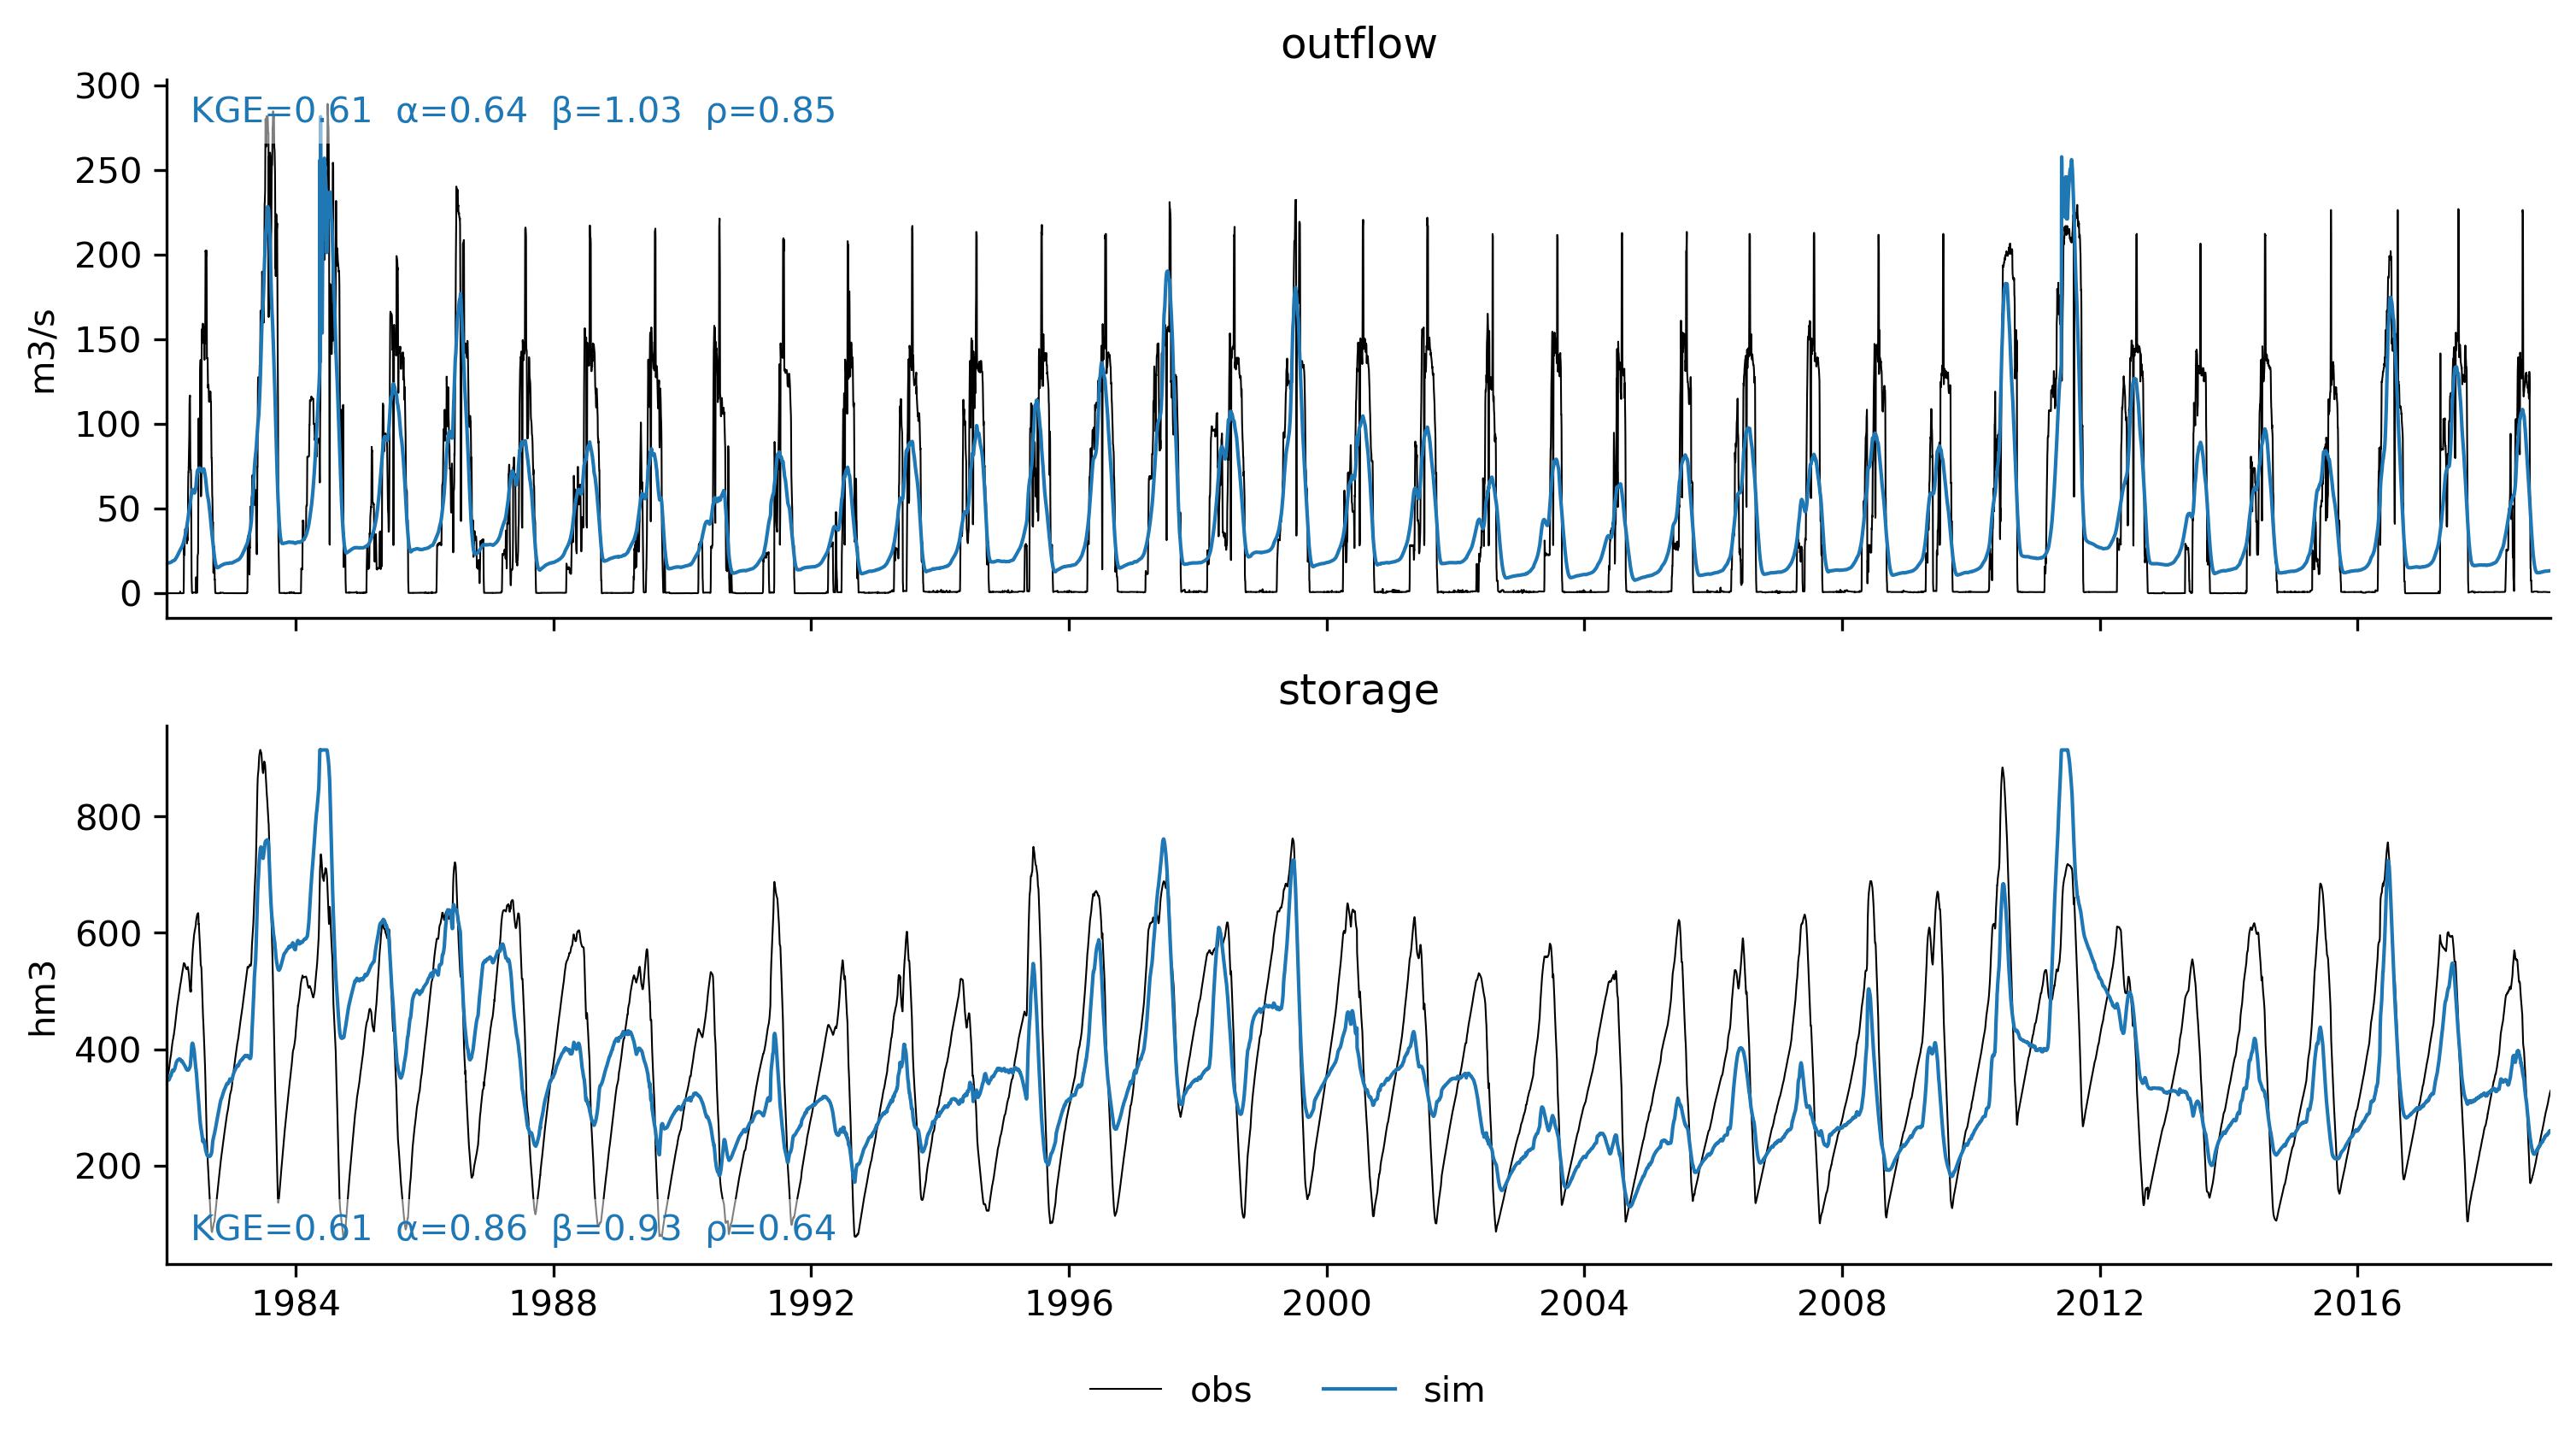 outflow
300
KGE=0.61 α=0.64 β=1.03 ρ=0.85
250
200
m3/s
150
100
50
0
storage
800
600
hm3
400
200
KGE=0.61 α=0.86 β=0.93 ρ=0.64
1984 1988 1992 1996 2000 2004 2008 2012 2016
obs sim